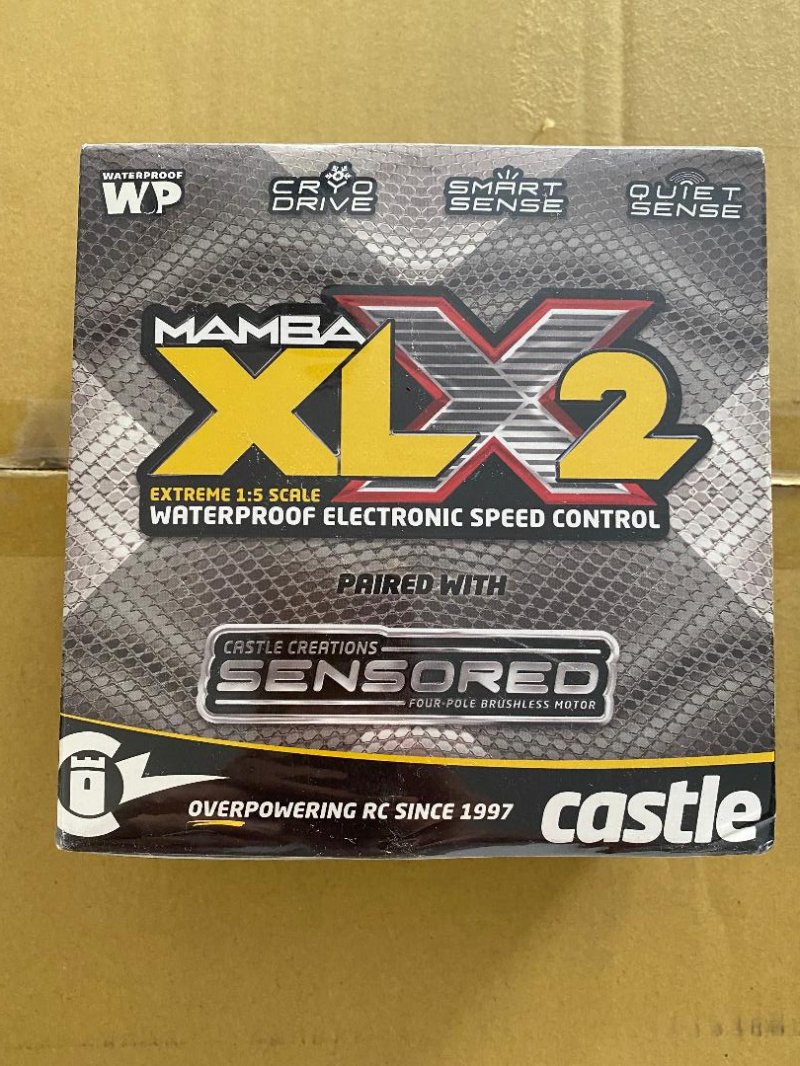 WATERPROOF
WP
CRYO DRIVE
SMART SENSE
QUIET SENSE
MAMBA
XLX2
EXTREME 1:5 SCALE
WATERPROOF ELECTRONIC SPEED CONTROL
PAIRED WITH
CASTLE CREATIONS
SENSORED
FOUR-POLE BRUSHLESS MOTOR
OVERPOWERING RC SINCE 1997
castle